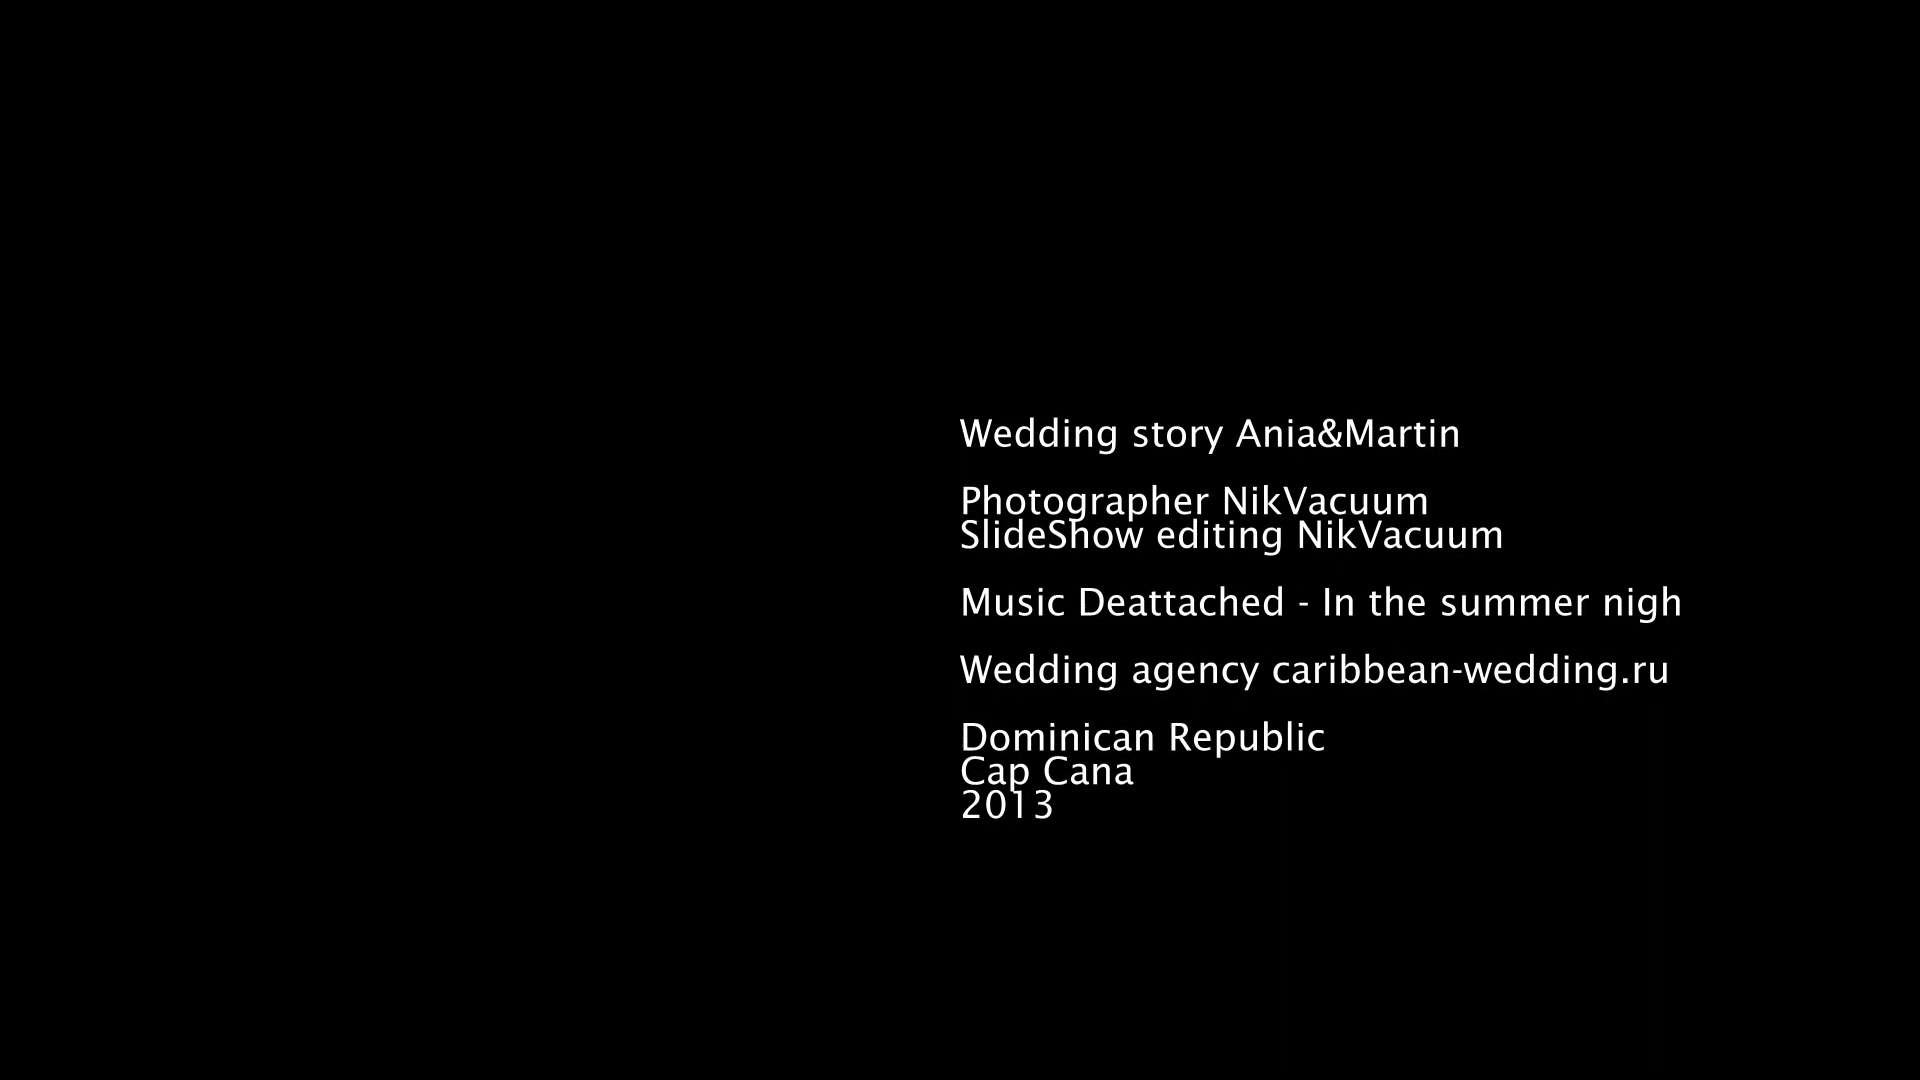 Wedding story Ania&Martin
Photographer NikVacuum
SlideShow editing NikVacuum
Music Deattached - In the summer nigh
Wedding agency caribbean-wedding.ru
Dominican Republic
Cap Cana
2013